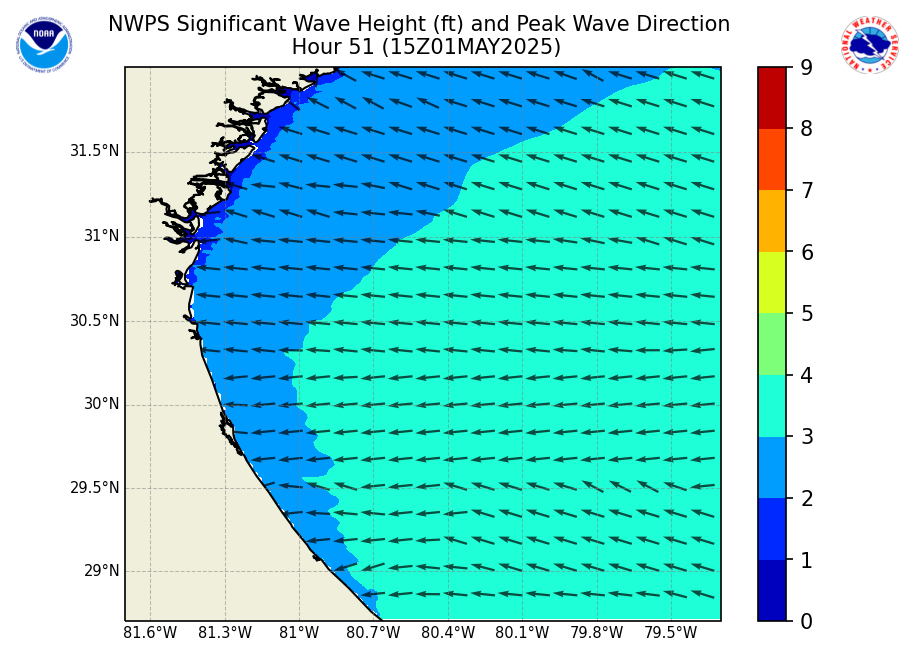 NWPS Significant Wave Height (ft) and Peak Wave Direction
Hour 51 (15Z01MAY2025)
NOAA
NATIONAL WEATHER SERVICE
31.5°N
31°N
30.5°N
30°N
29.5°N
29°N
81.6°W 81.3°W 81°W 80.7°W 80.4°W 80.1°W 79.8°W 79.5°W
9
8
7
6
5
4
3
2
1
0